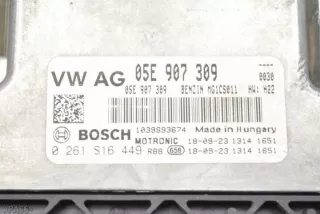 VW AG 05E 907 309
05E 907 309 BENZIN MG1CS011 HW: H22
0030
BOSCH 1039S93674 Made in Hungary
MOTRONIC 18-09-23 1314 1651
0 261 S16 449 RBB 656 18-09-23 1314 1651